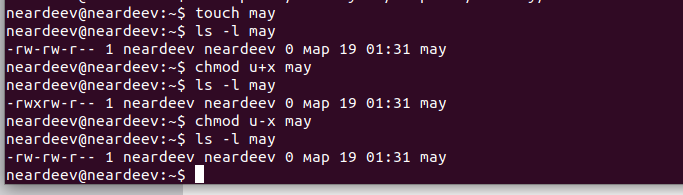 neardeev@neardeev:~$ touch may
neardeev@neardeev:~$ ls -l may
-rw-rw-r-- 1 neardeev neardeev 0 мар 19 01:31 may
neardeev@neardeev:~$ chmod u+x may
neardeev@neardeev:~$ ls -l may
-rwxrw-r-- 1 neardeev neardeev 0 мар 19 01:31 may
neardeev@neardeev:~$ chmod u-x may
neardeev@neardeev:~$ ls -l may
-rw-rw-r-- 1 neardeev neardeev 0 мар 19 01:31 may
neardeev@neardeev:~$